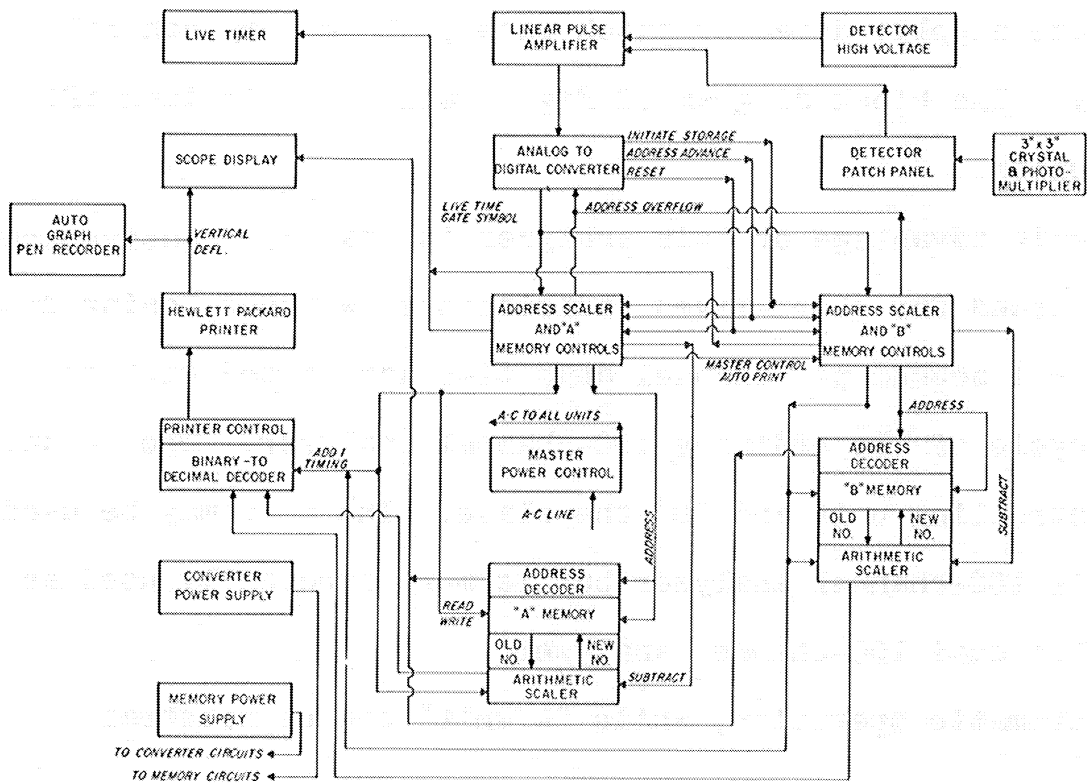 LIVE TIMER
LINEAR PULSE
AMPLIFIER
DETECTOR
HIGH VOLTAGE
SCOPE DISPLAY
ANALOG TO
DIGITAL CONVERTER
INITIATE STORAGE
ADDRESS ADVANCE
RESET
DETECTOR
PATCH PANEL
3" x 3"
CRYSTAL
& PHOTO-
MULTIPLIER
AUTO
GRAPH
PEN RECORDER
VERTICAL
DEFL.
LIVE TIME
GATE SYMBOL
ADDRESS OVERFLOW
HEWLETT PACKARD
PRINTER
ADDRESS SCALER
AND "A"
MEMORY CONTROLS
ADDRESS SCALER
AND "B"
MEMORY CONTROLS
MASTER CONTROL
AUTO PRINT
PRINTER CONTROL
BINARY-TO
DECIMAL DECODER
ADD 1
TIMING
A-C TO ALL UNITS
MASTER
POWER CONTROL
A-C LINE
ADDRESS
ADDRESS
ADDRESS DECODER
"B" MEMORY
OLD
NO.
NEW
NO.
ARITHMETIC
SCALER
SUBTRACT
CONVERTER
POWER SUPPLY
ADDRESS DECODER
"A" MEMORY
READ
WRITE
OLD
NO.
NEW
NO.
ARITHMETIC
SCALER
SUBTRACT
MEMORY POWER
SUPPLY
TO CONVERTER CIRCUITS
TO MEMORY CIRCUITS